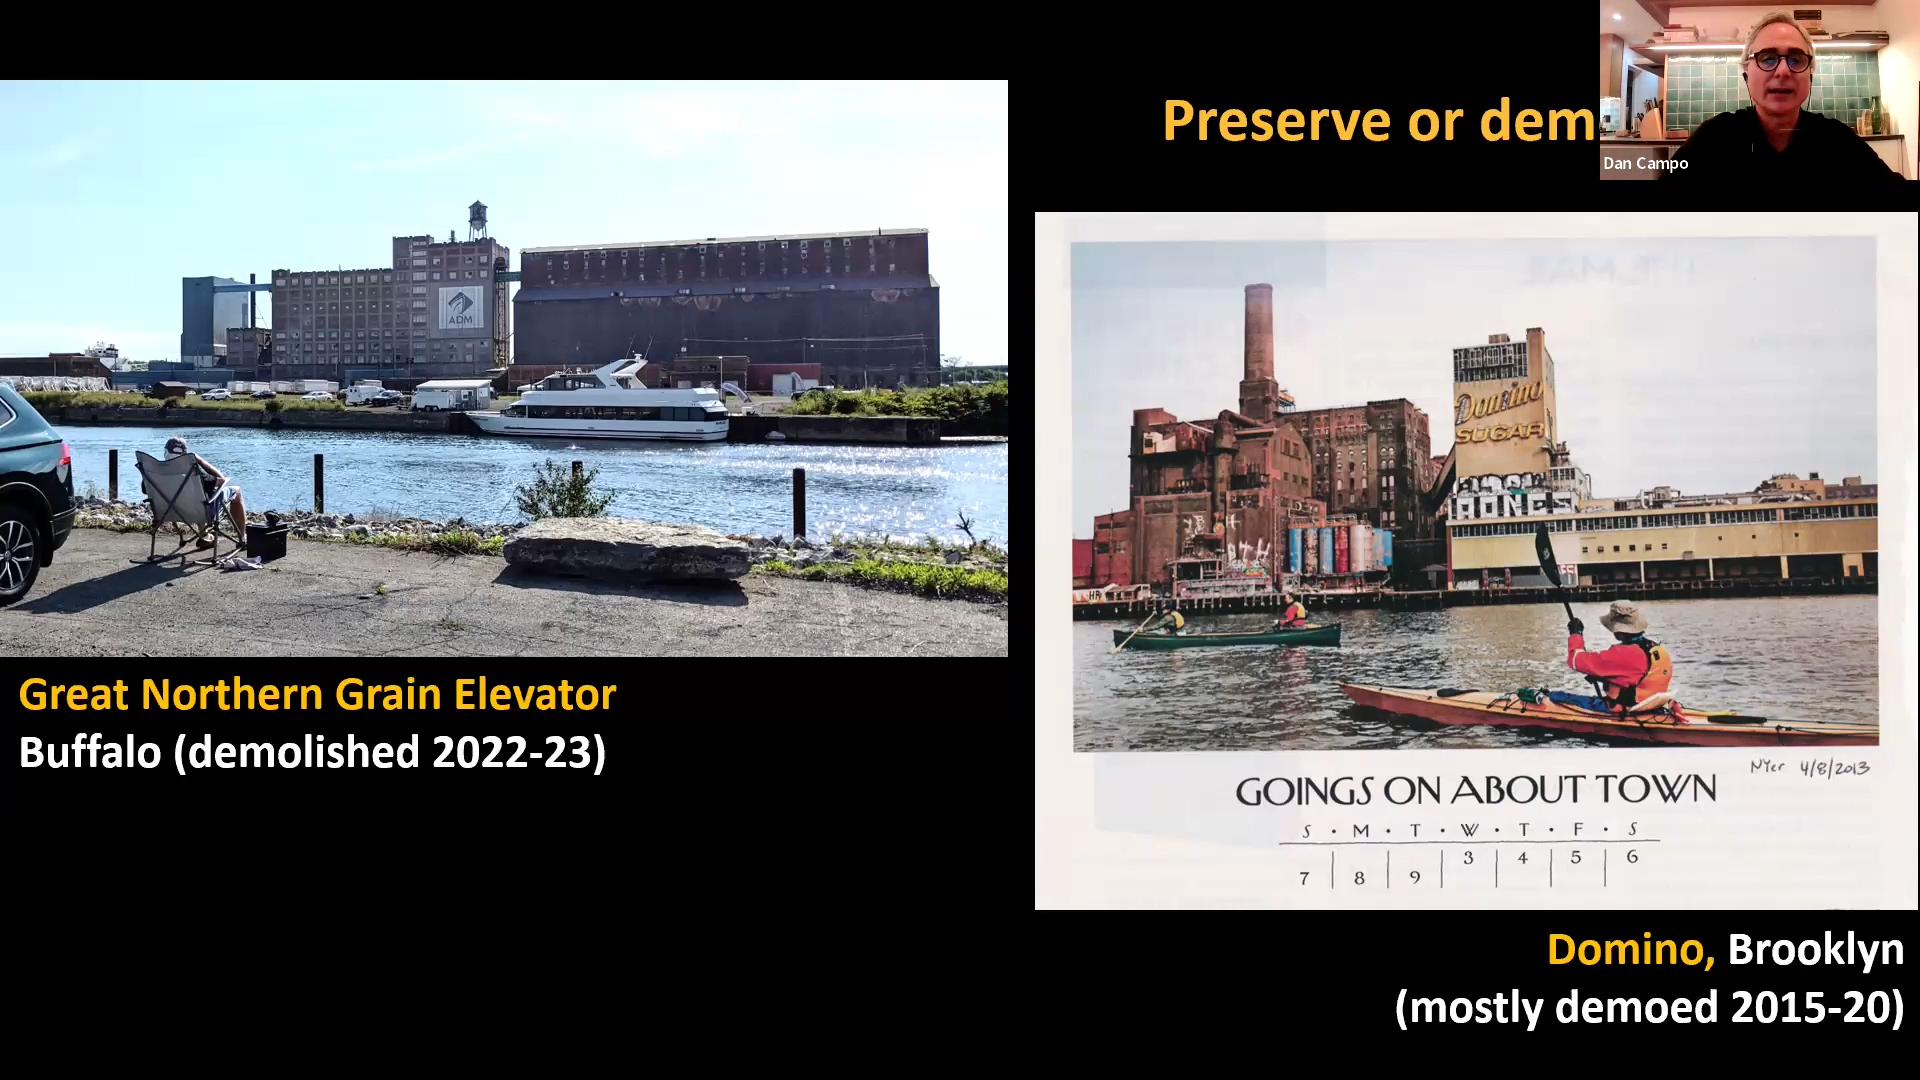 Preserve or dem
Dan Campo
ADM
Great Northern Grain Elevator
Buffalo (demolished 2022-23)
Domino
SUGAR
GOINGS ON ABOUT TOWN
NYer 4/8/2013
S · M · T · W · T · F · S
3 4 5 6
7 8 9
Domino, Brooklyn
(mostly demoed 2015-20)